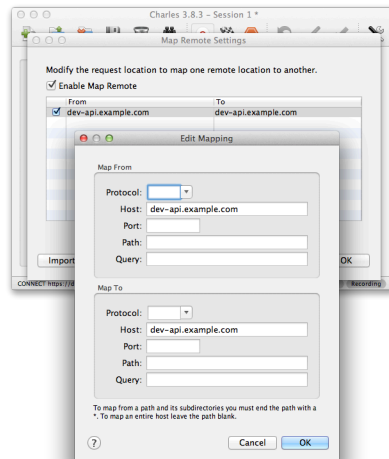 Charles 3.8.3 – Session 1 *
Map Remote Settings
Modify the request location to map one remote location to another.
Enable Map Remote
From To
dev-api.example.com dev-api.example.com
Edit Mapping
Map From
Protocol:
Host: dev-api.example.com
Port:
Path:
Query:
Import OK
CONNECT https://d Recording
Map To
Protocol:
Host: dev-api.example.com
Port:
Path:
Query:
To map from a path and its subdirectories you must end the path with a
*. To map an entire host leave the path blank.
? Cancel OK